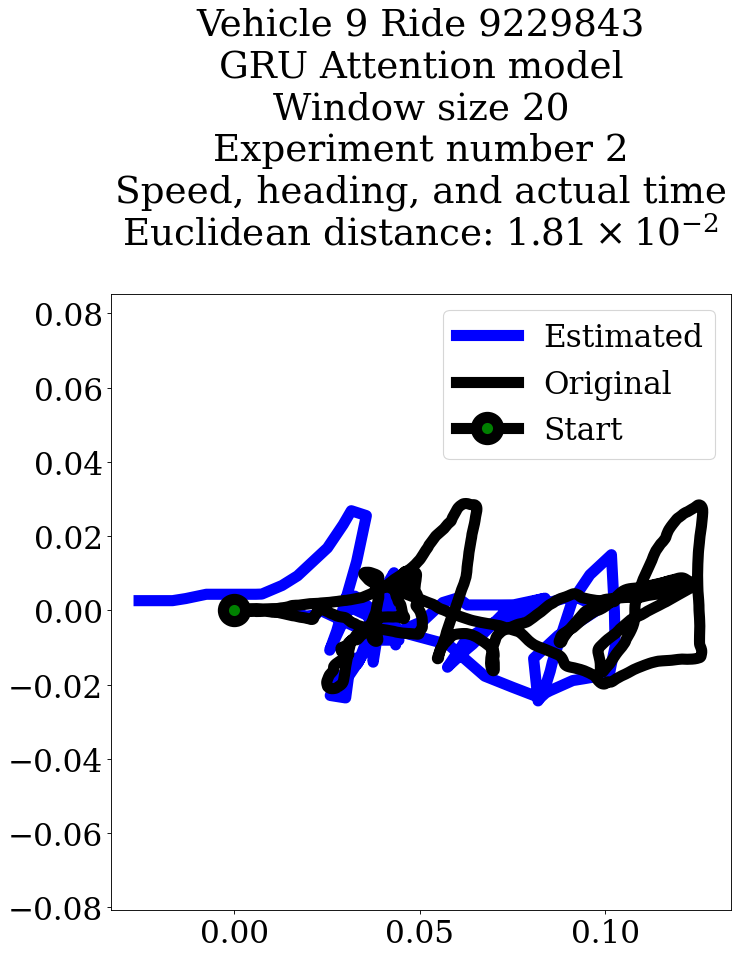 Vehicle 9 Ride 9229843
GRU Attention model
Window size 20
Experiment number 2
Speed, heading, and actual time
Euclidean distance: 1.81 × 10⁻²
Estimated
Original
Start
0.08
0.06
0.04
0.02
0.00
−0.02
−0.04
−0.06
−0.08
0.00 0.05 0.10